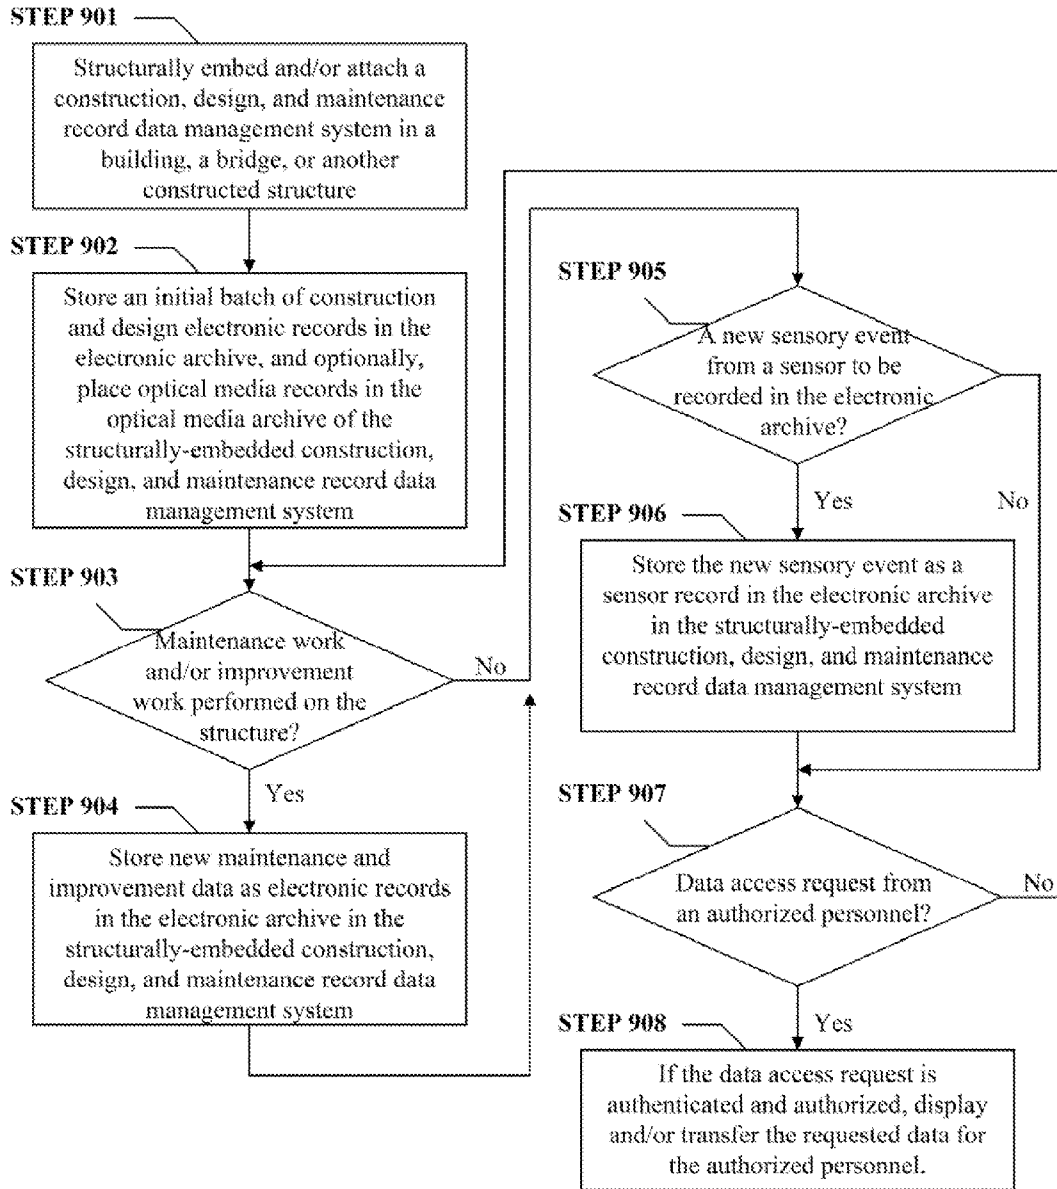 STEP 901
Structurally embed and/or attach a
construction, design, and maintenance
record data management system in a
building, a bridge, or another
constructed structure
STEP 902
Store an initial batch of construction
and design electronic records in the
electronic archive, and optionally,
place optical media records in the
optical media archive of the
structurally-embedded construction,
design, and maintenance record data
management system
STEP 903
Maintenance work
and/or improvement
work performed on the
structure?
No
Yes
STEP 904
Store new maintenance and
improvement data as electronic records
in the electronic archive in the
structurally-embedded construction,
design, and maintenance record data
management system
STEP 905
A new sensory event
from a sensor to be
recorded in the electronic
archive?
Yes
No
STEP 906
Store the new sensory event as a
sensor record in the electronic archive
in the structurally-embedded
construction, design, and maintenance
record data management system
STEP 907
Data access request from
an authorized personnel?
No
Yes
STEP 908
If the data access request is
authenticated and authorized, display
and/or transfer the requested data for
the authorized personnel.